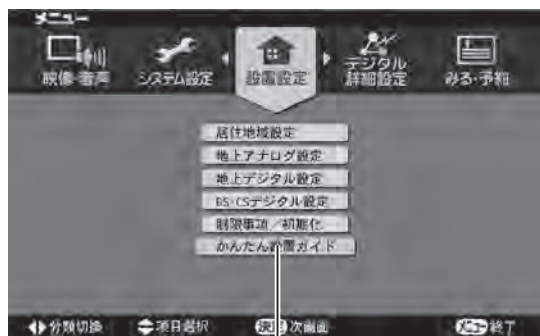 メニュー
映像・音声 システム設定 設置設定 デジタル詳細設定 みる・予約
居住地域設定
地上アナログ設定
地上デジタル設定
BS・CSデジタル設定
制限事項/初期化
かんたん設置ガイド
分類切換 項目選択 決定 次画面 メニュー 終了